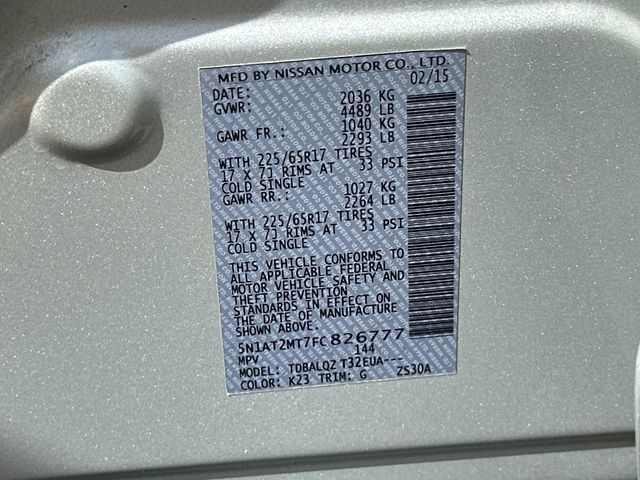 MFD BY NISSAN MOTOR CO., LTD.
DATE: 02/15
GVWR: 2036 KG
4489 LB
GAWR FR.: 1040 KG
2293 LB
WITH 225/65R17 TIRES
17 X 7J RIMS AT 33 PSI
COLD SINGLE
GAWR RR.: 1027 KG
2264 LB
WITH 225/65R17 TIRES
17 X 7J RIMS AT 33 PSI
COLD SINGLE
THIS VEHICLE CONFORMS TO
ALL APPLICABLE FEDERAL
MOTOR VEHICLE SAFETY AND
THEFT PREVENTION
STANDARDS IN EFFECT ON
THE DATE OF MANUFACTURE
SHOWN ABOVE.
5N1AT2MT7FC826777
MPV 144
MODEL: TDBALQZ T32EUA---
COLOR: K23 TRIM: G ZS30A